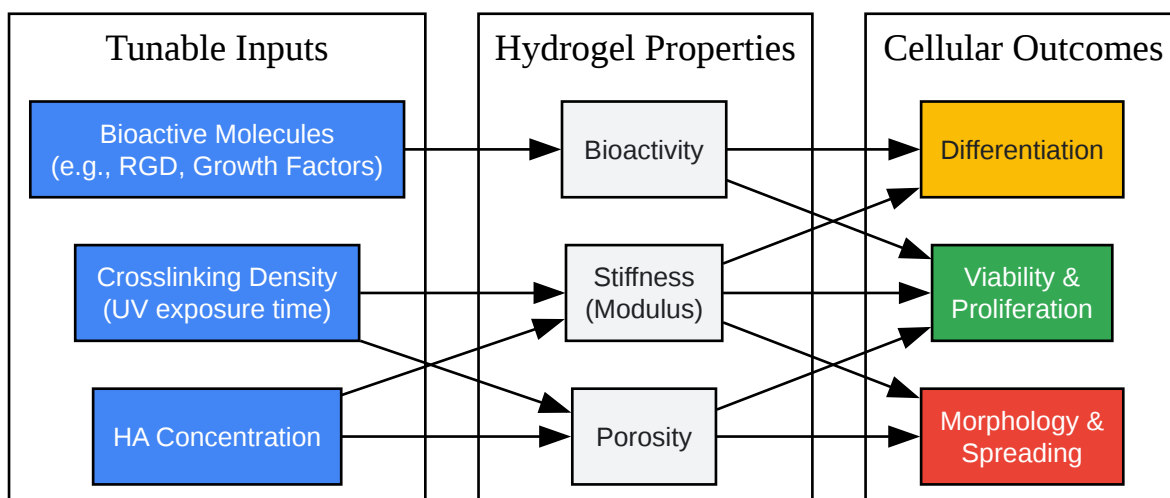 Tunable Inputs
Bioactive Molecules
(e.g., RGD, Growth Factors)
Crosslinking Density
(UV exposure time)
HA Concentration
Hydrogel Properties
Bioactivity
Stiffness
(Modulus)
Porosity
Cellular Outcomes
Differentiation
Viability &
Proliferation
Morphology &
Spreading